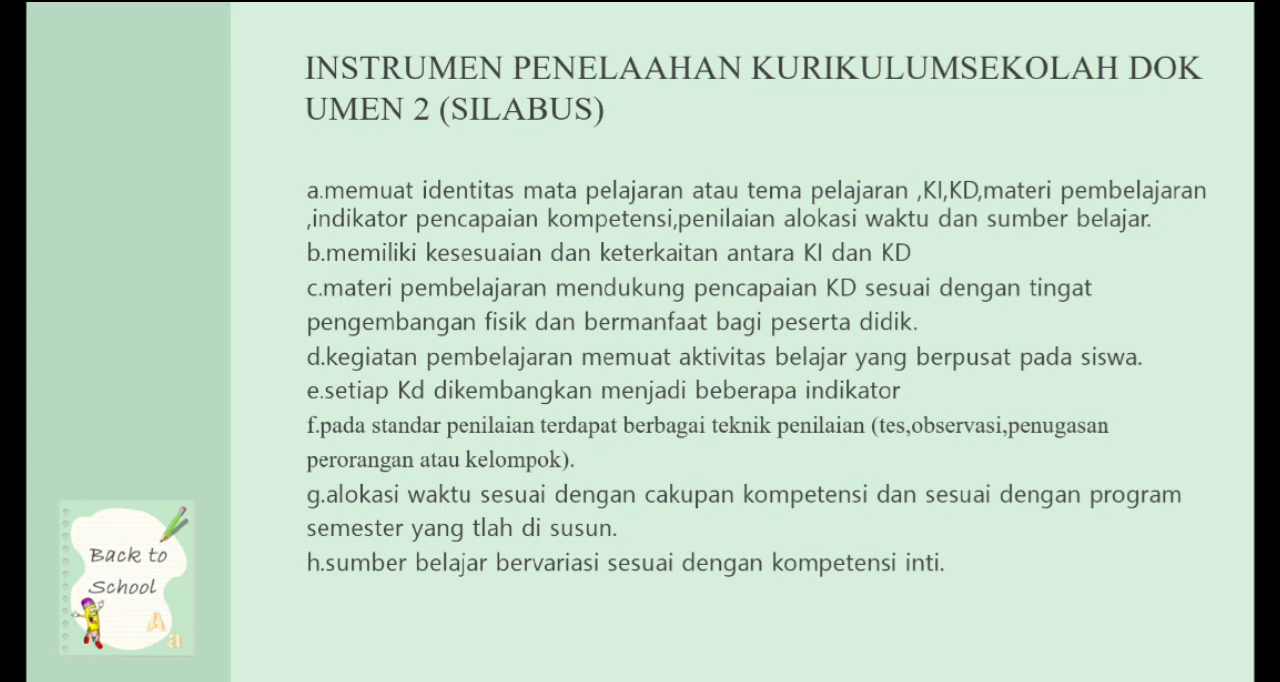 INSTRUMEN PENELAAHAN KURIKULUMSEKOLAH DOK
UMEN 2 (SILABUS)
a.memuat identitas mata pelajaran atau tema pelajaran ,KI,KD,materi pembelajaran
,indikator pencapaian kompetensi,penilaian alokasi waktu dan sumber belajar.
b.memiliki kesesuaian dan keterkaitan antara KI dan KD
c.materi pembelajaran mendukung pencapaian KD sesuai dengan tingat
pengembangan fisik dan bermanfaat bagi peserta didik.
d.kegiatan pembelajaran memuat aktivitas belajar yang berpusat pada siswa.
e.setiap Kd dikembangkan menjadi beberapa indikator
f.pada standar penilaian terdapat berbagai teknik penilaian (tes,observasi,penugasan
perorangan atau kelompok).
g.alokasi waktu sesuai dengan cakupan kompetensi dan sesuai dengan program
semester yang tlah di susun.
h.sumber belajar bervariasi sesuai dengan kompetensi inti.
Back to
School
A
a